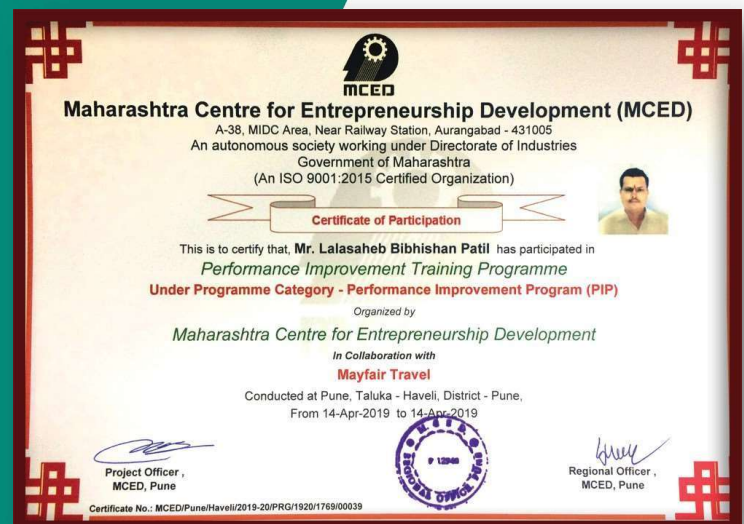 MCED
Maharashtra Centre for Entrepreneurship Development (MCED)
A-38, MIDC Area, Near Railway Station, Aurangabad - 431005
An autonomous society working under Directorate of Industries
Government of Maharashtra
(An ISO 9001:2015 Certified Organization)
Certificate of Participation
This is to certify that, Mr. Lalasaheb Bibhishan Patil has participated in
Performance Improvement Training Programme
Under Programme Category - Performance Improvement Program (PIP)
Organized by
Maharashtra Centre for Entrepreneurship Development
In Collaboration with
Mayfair Travel
Conducted at Pune, Taluka - Haveli, District - Pune,
From 14-Apr-2019 to 14-Apr-2019
Project Officer ,
MCED, Pune
REGIONAL OFFICE
Regional Officer ,
MCED, Pune
Certificate No.: MCED/Pune/Haveli/2019-20/PRG/1920/1769/00039